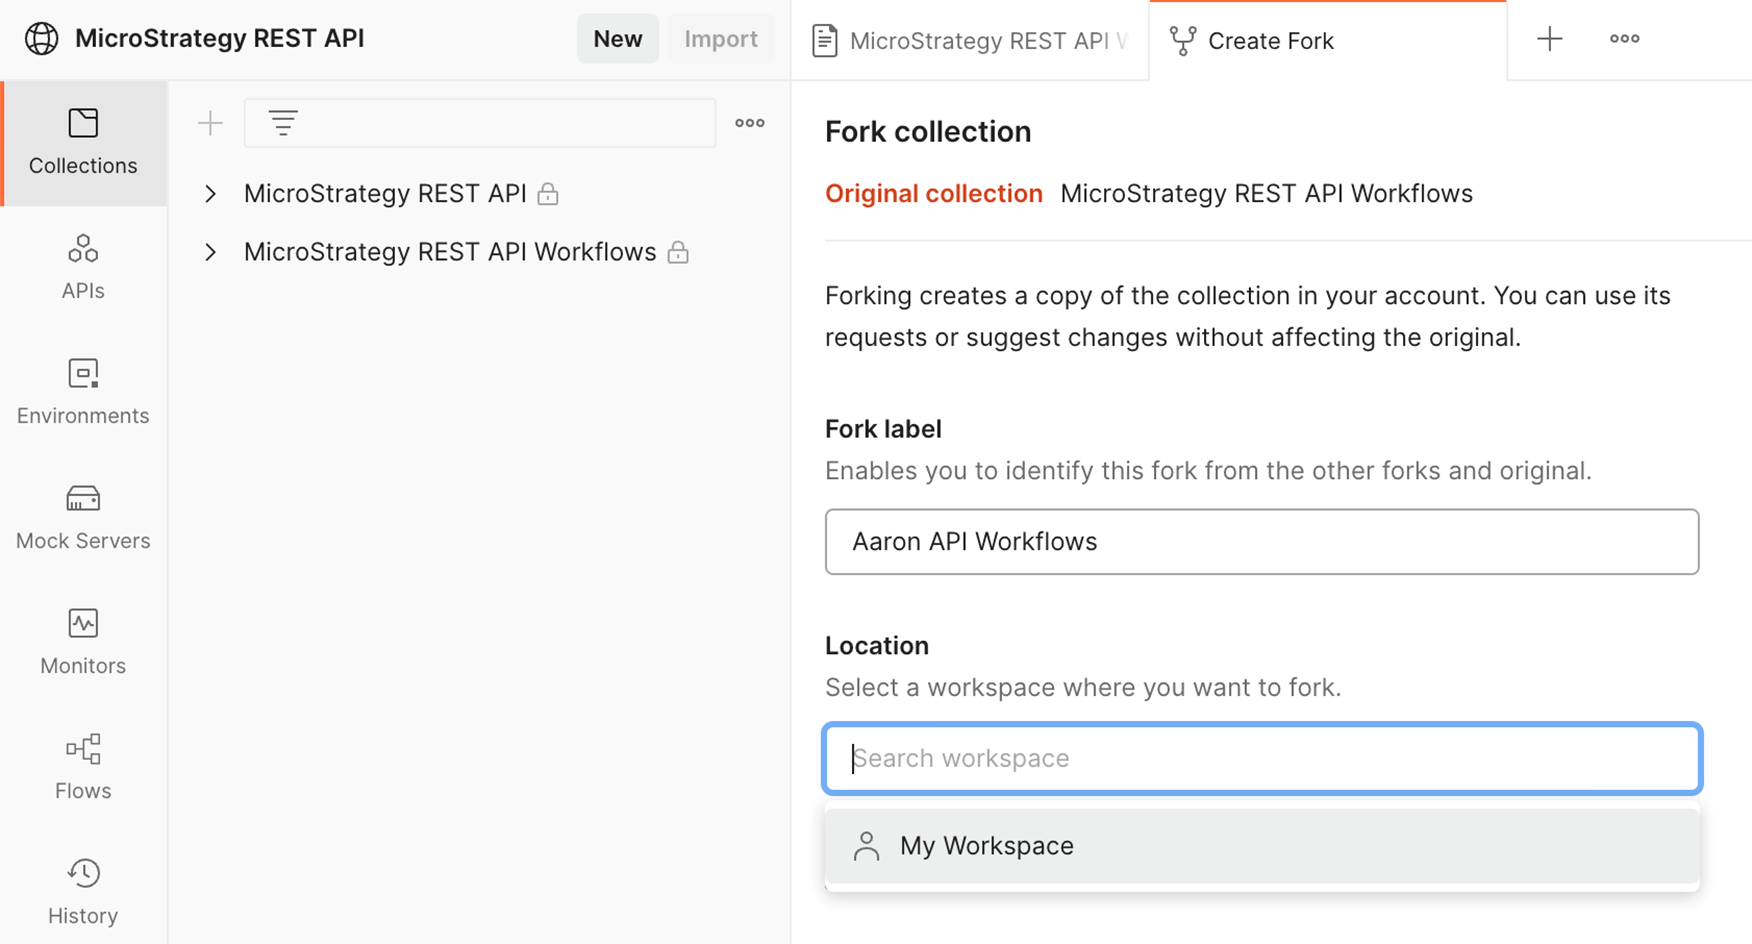 MicroStrategy REST API
New
Import
MicroStrategy REST API W
Create Fork
Collections
APIs
Environments
Mock Servers
Monitors
Flows
History
MicroStrategy REST API
MicroStrategy REST API Workflows
Fork collection
Original collection MicroStrategy REST API Workflows
Forking creates a copy of the collection in your account. You can use its
requests or suggest changes without affecting the original.
Fork label
Enables you to identify this fork from the other forks and original.
Aaron API Workflows
Location
Select a workspace where you want to fork.
Search workspace
My Workspace